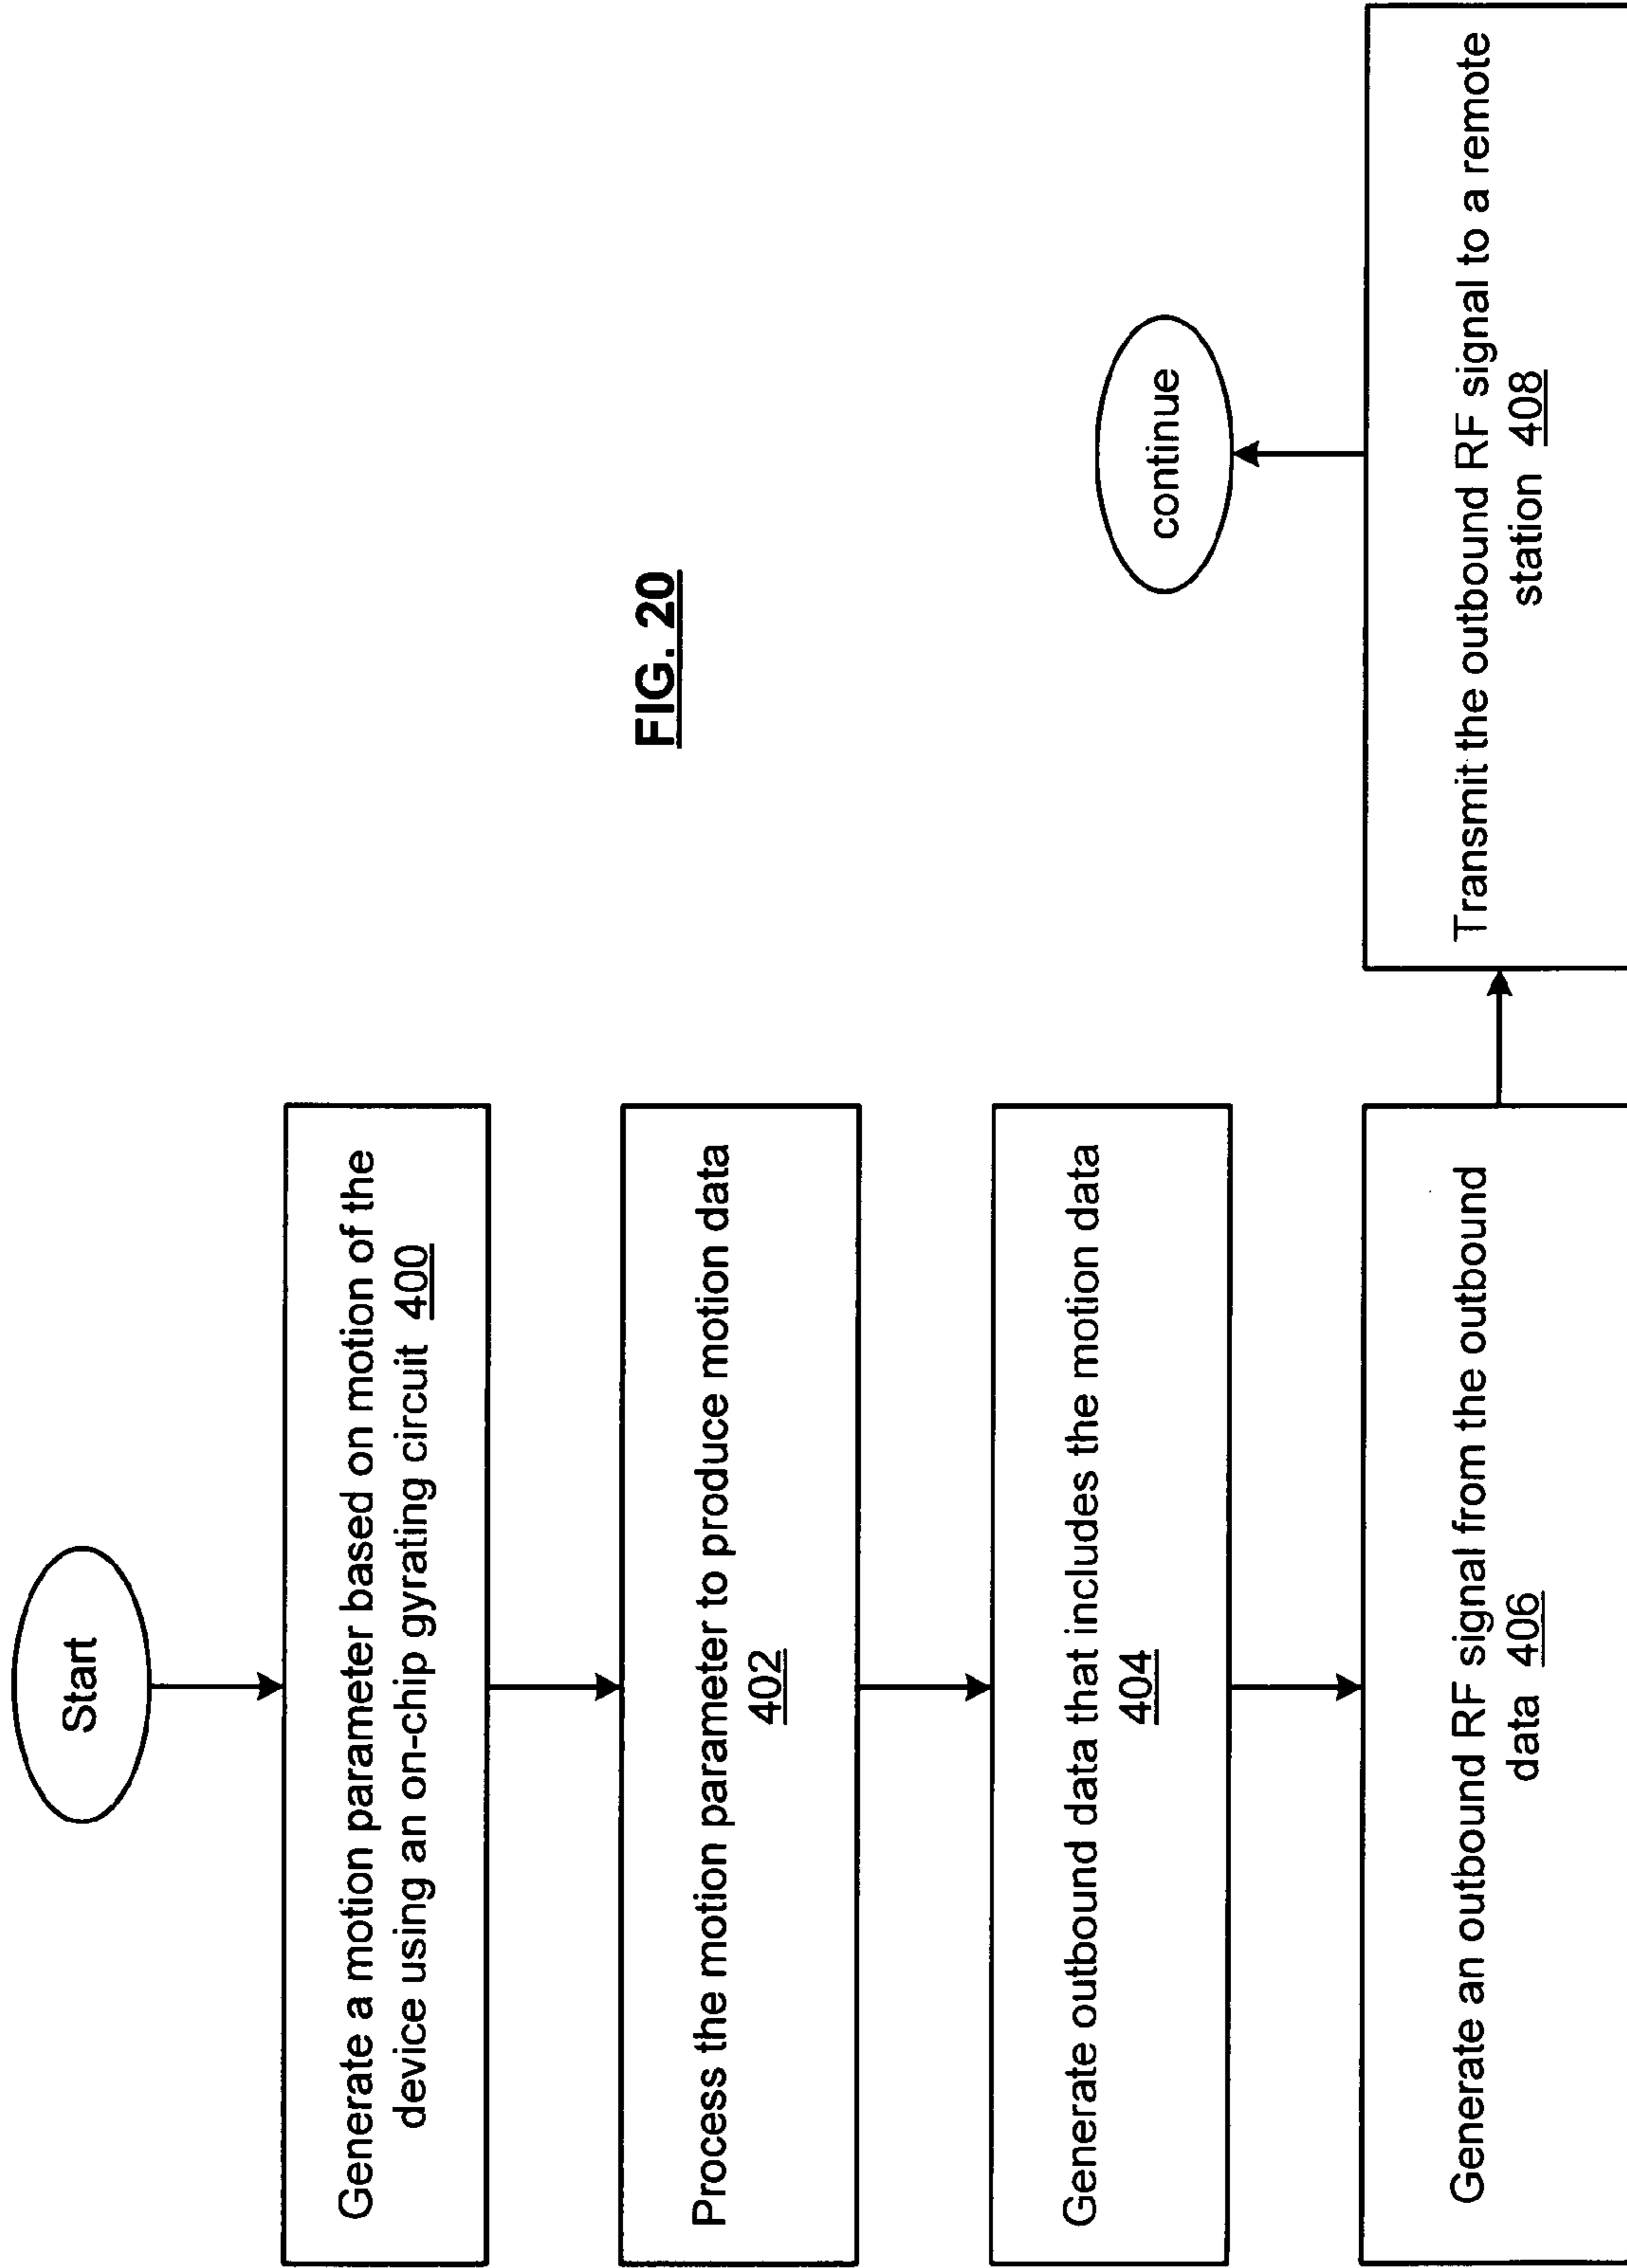 Start
Generate a motion parameter based on motion of the
device using an on-chip gyrating circuit 400
Process the motion parameter to produce motion data
402
Generate outbound data that includes the motion data
404
Generate an outbound RF signal from the outbound
data 406
Transmit the outbound RF signal to a remote
station 408
continue
FIG. 20